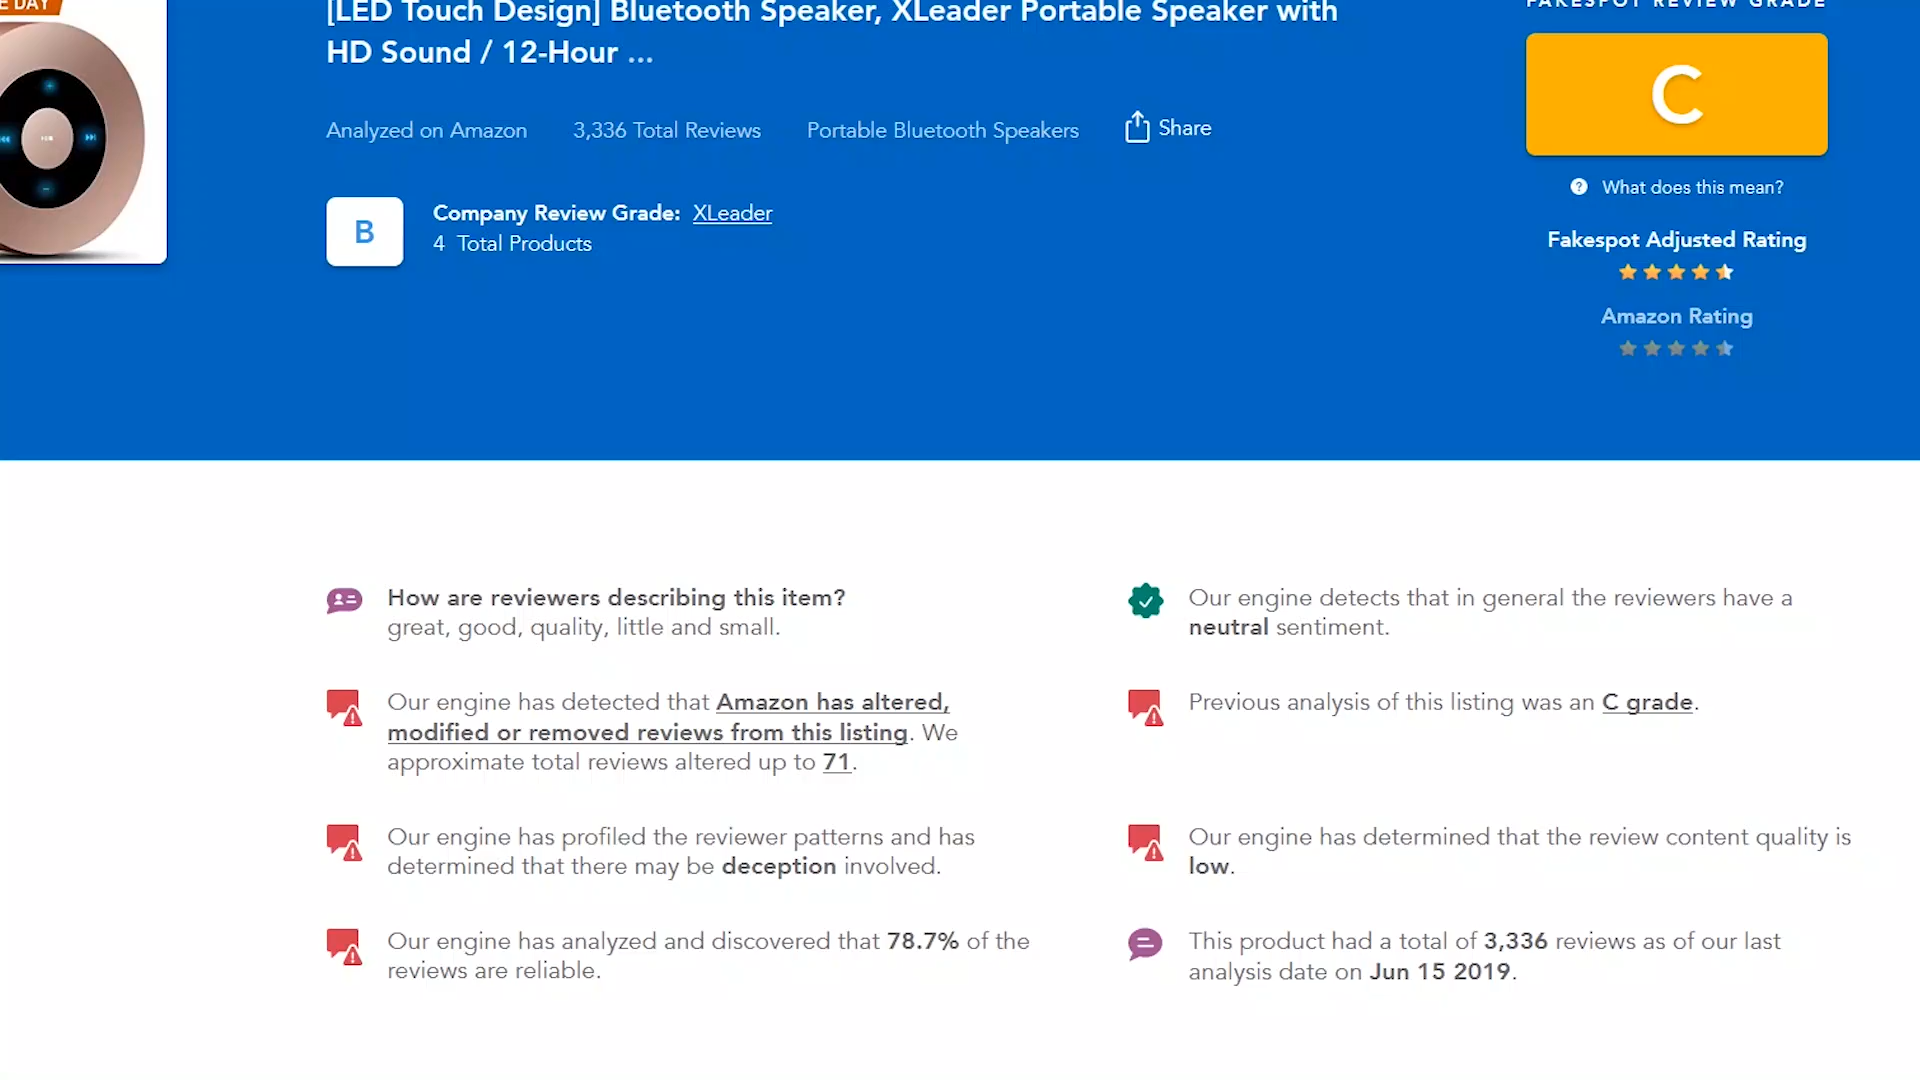 E DAY
[LED Touch Design] Bluetooth Speaker, XLeader Portable Speaker with
HD Sound / 12-Hour ...
Analyzed on Amazon 3,336 Total Reviews Portable Bluetooth Speakers Share
B
Company Review Grade: XLeader
4 Total Products
FAKESPOT REVIEW GRADE
C
? What does this mean?
Fakespot Adjusted Rating
Amazon Rating
How are reviewers describing this item?
great, good, quality, little and small.
Our engine detects that in general the reviewers have a
neutral sentiment.
Our engine has detected that Amazon has altered,
modified or removed reviews from this listing. We
approximate total reviews altered up to 71.
Previous analysis of this listing was an C grade.
Our engine has profiled the reviewer patterns and has
determined that there may be deception involved.
Our engine has determined that the review content quality is
low.
Our engine has analyzed and discovered that 78.7% of the
reviews are reliable.
This product had a total of 3,336 reviews as of our last
analysis date on Jun 15 2019.